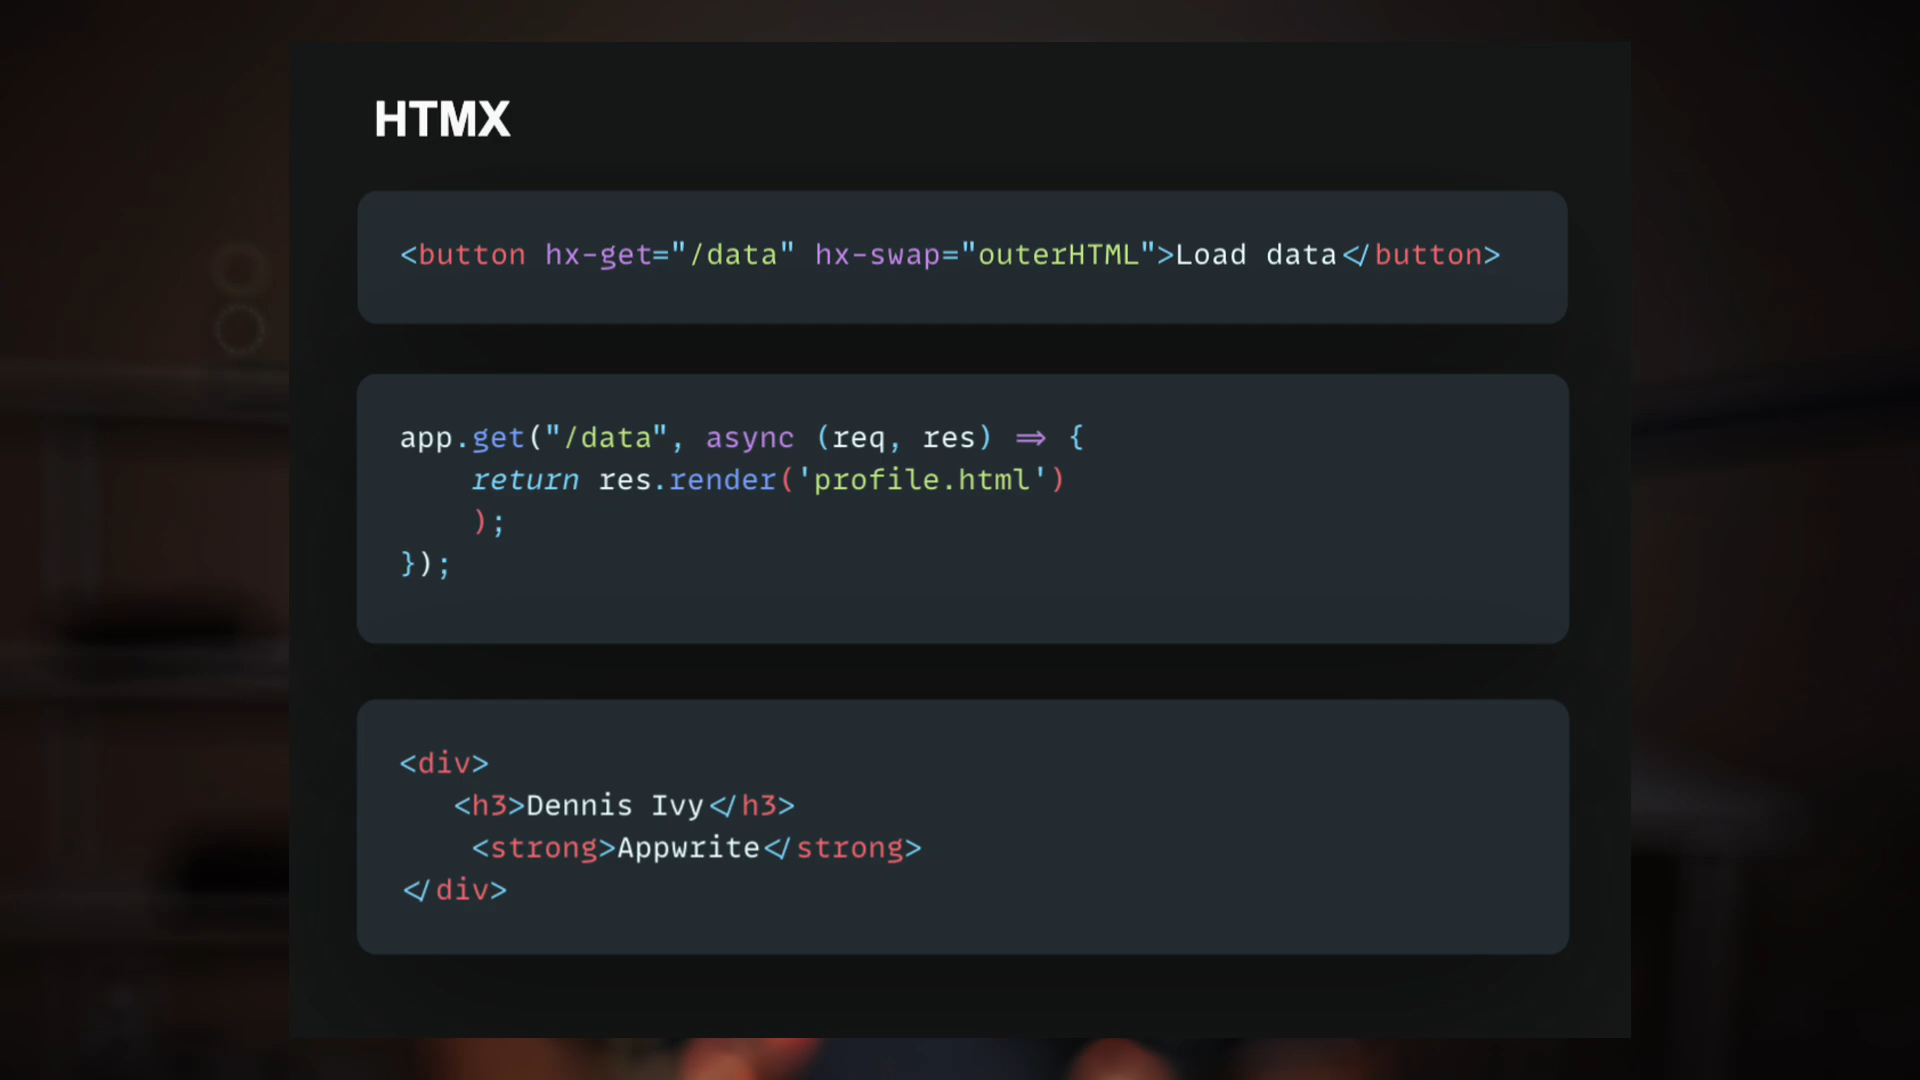 HTMX
<button hx-get="/data" hx-swap="outerHTML">Load data</button>
app.get("/data", async (req, res) => {
    return res.render('profile.html')
    );
});
<div>
   <h3>Dennis Ivy</h3>
    <strong>Appwrite</strong>
</div>